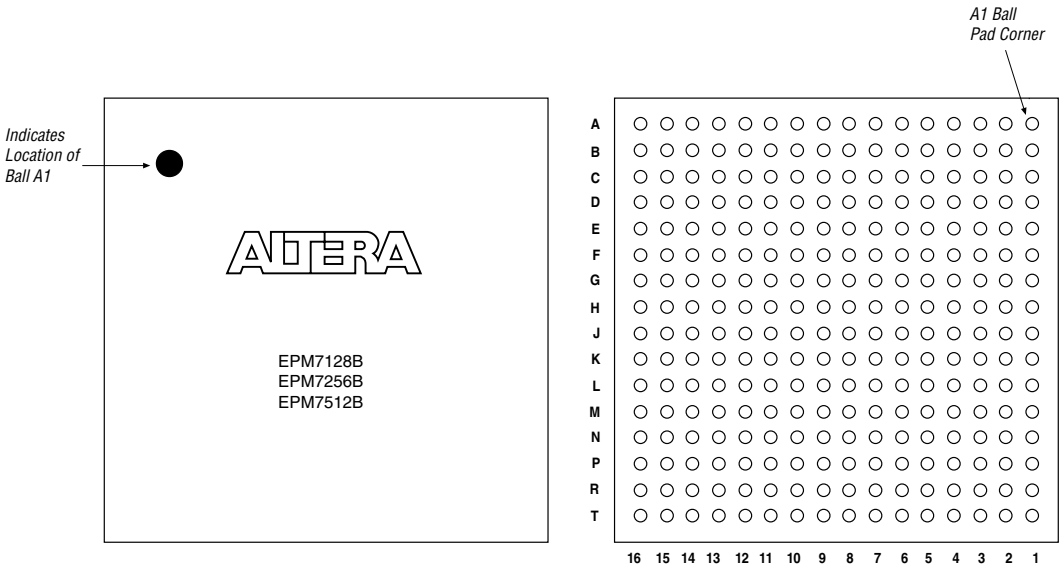 A1 Ball
Pad Corner
Indicates
Location of
Ball A1
ALTERA
EPM7128B
EPM7256B
EPM7512B
A
B
C
D
E
F
G
H
J
K
L
M
N
P
R
T
16 15 14 13 12 11 10 9 8 7 6 5 4 3 2 1